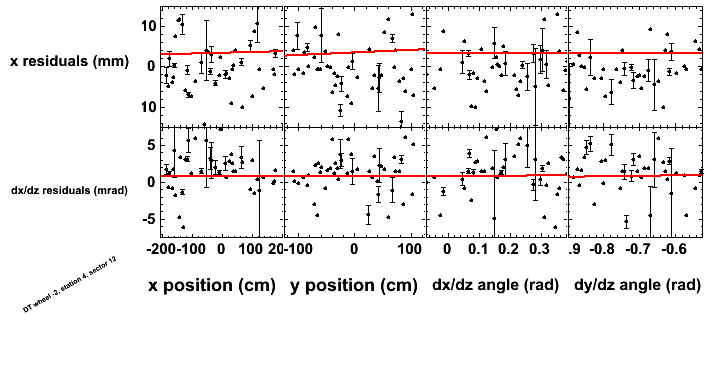 10
x residuals (mm) 0
10
5
dx/dz residuals (mrad) 0
-5
-200 -100 0 100 20 -100 0 100 0 0.1 0.2 0.3 .9 -0.8 -0.7 -0.6
x position (cm) y position (cm) dx/dz angle (rad) dy/dz angle (rad)
DT wheel -2, station 4, sector 12